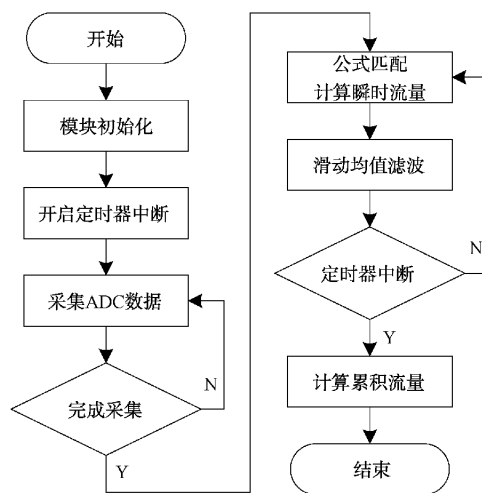 开始
模块初始化
开启定时器中断
采集ADC数据
完成采集
N
Y
公式匹配
计算瞬时流量
滑动均值滤波
定时器中断
N
Y
计算累积流量
结束